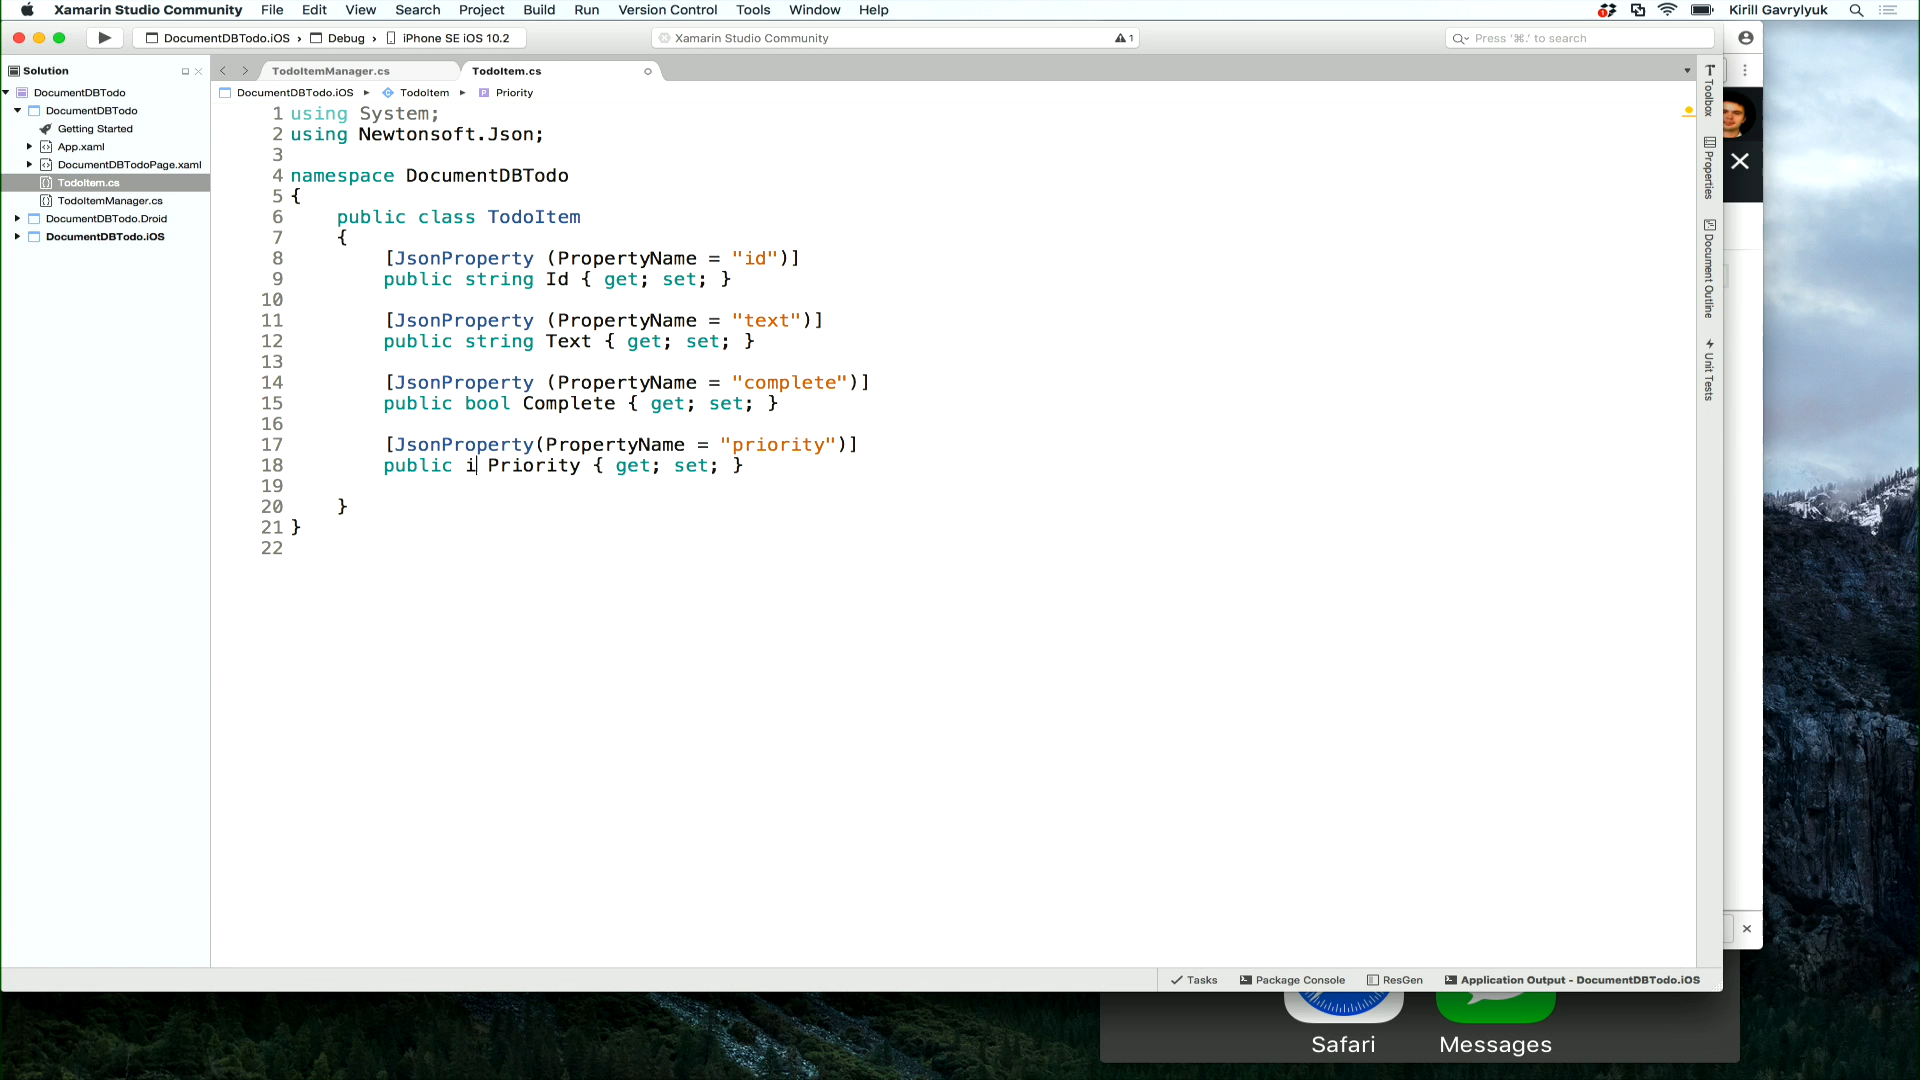 Xamarin Studio Community File Edit View Search Project Build Run Version Control Tools Window Help
1 Kirill Gavrylyuk
DocumentDBTodo.iOS › Debug › iPhone SE iOS 10.2
Xamarin Studio Community
1
Press '⌘.' to search
Solution
TodoItemManager.cs
TodoItem.cs
DocumentDBTodo.iOS
TodoItem
Priority
DocumentDBTodo
DocumentDBTodo
Getting Started
App.xaml
DocumentDBTodoPage.xaml
TodoItem.cs
TodoItemManager.cs
DocumentDBTodo.Droid
DocumentDBTodo.iOS
1 using System;
2 using Newtonsoft.Json;
3
4 namespace DocumentDBTodo
5 {
6 public class TodoItem
7 {
8 [JsonProperty (PropertyName = "id")]
9 public string Id { get; set; }
10
11 [JsonProperty (PropertyName = "text")]
12 public string Text { get; set; }
13
14 [JsonProperty (PropertyName = "complete")]
15 public bool Complete { get; set; }
16
17 [JsonProperty(PropertyName = "priority")]
18 public i Priority { get; set; }
19
20 }
21 }
22
Toolbox
Properties
Document Outline
Unit Tests
Tasks
Package Console
ResGen
Application Output - DocumentDBTodo.iOS
Safari
Messages